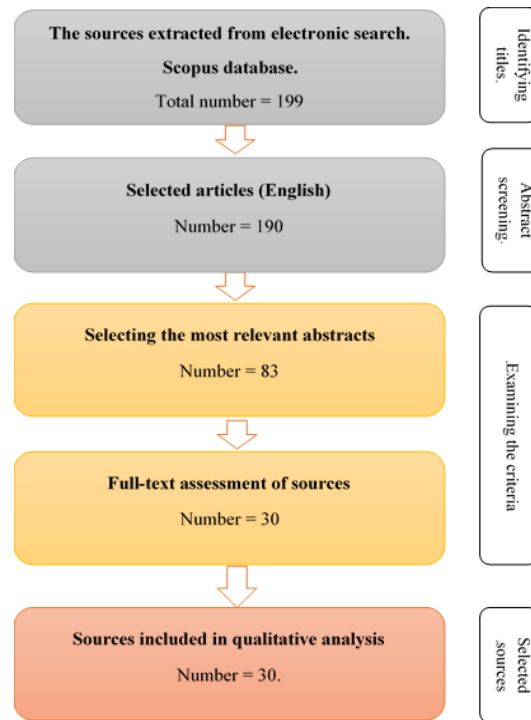 The sources extracted from electronic search.
Scopus database.
Total number = 199
Identifying
titles.
Selected articles (English)
Number = 190
Abstract
screening.
Selecting the most relevant abstracts
Number = 83
.Examining the criteria
Full-text assessment of sources
Number = 30
Sources included in qualitative analysis
Number = 30.
Selected
.sources